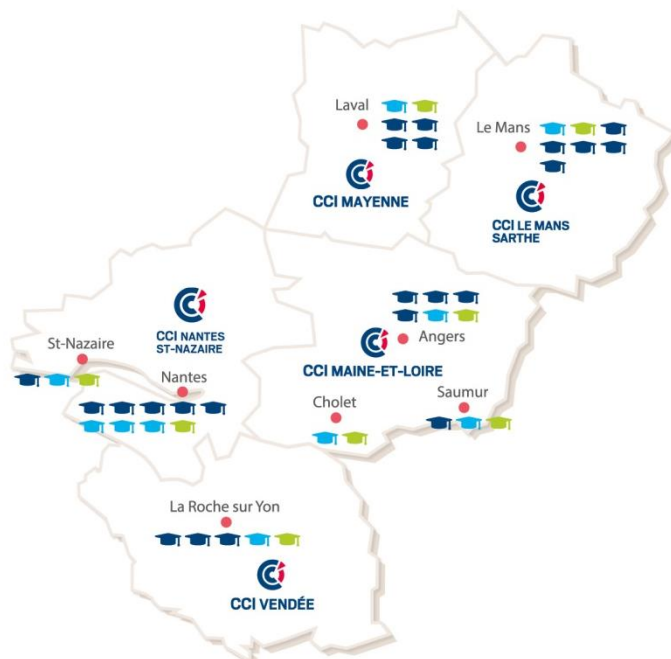 Laval
CCI MAYENNE
Le Mans
CCI LE MANS
SARTHE
CCI NANTES
ST-NAZAIRE
St-Nazaire
Nantes
Angers
CCI MAINE-ET-LOIRE
Cholet
Saumur
La Roche sur Yon
CCI VENDÉE